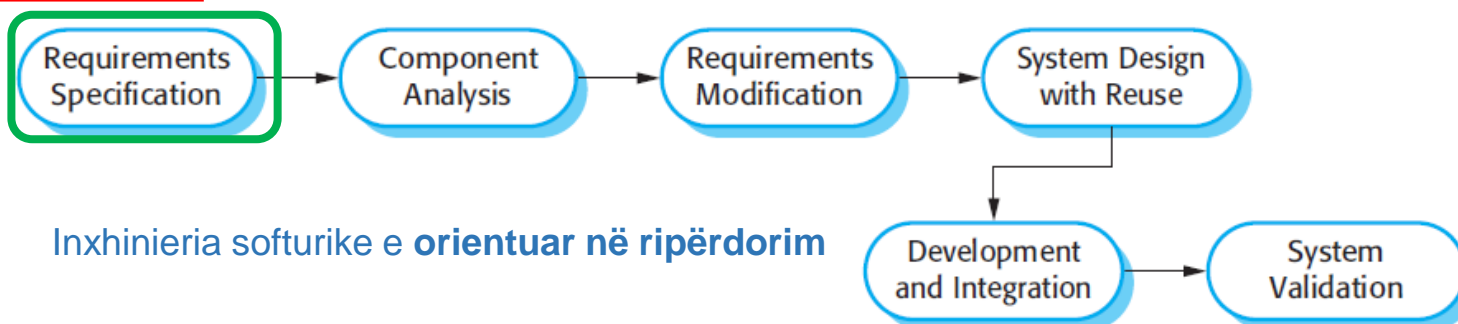 Requirements
Specification
Component
Analysis
Requirements
Modification
System Design
with Reuse
Inxhinieria softurike e orientuar në ripërdorim
Development
and Integration
System
Validation